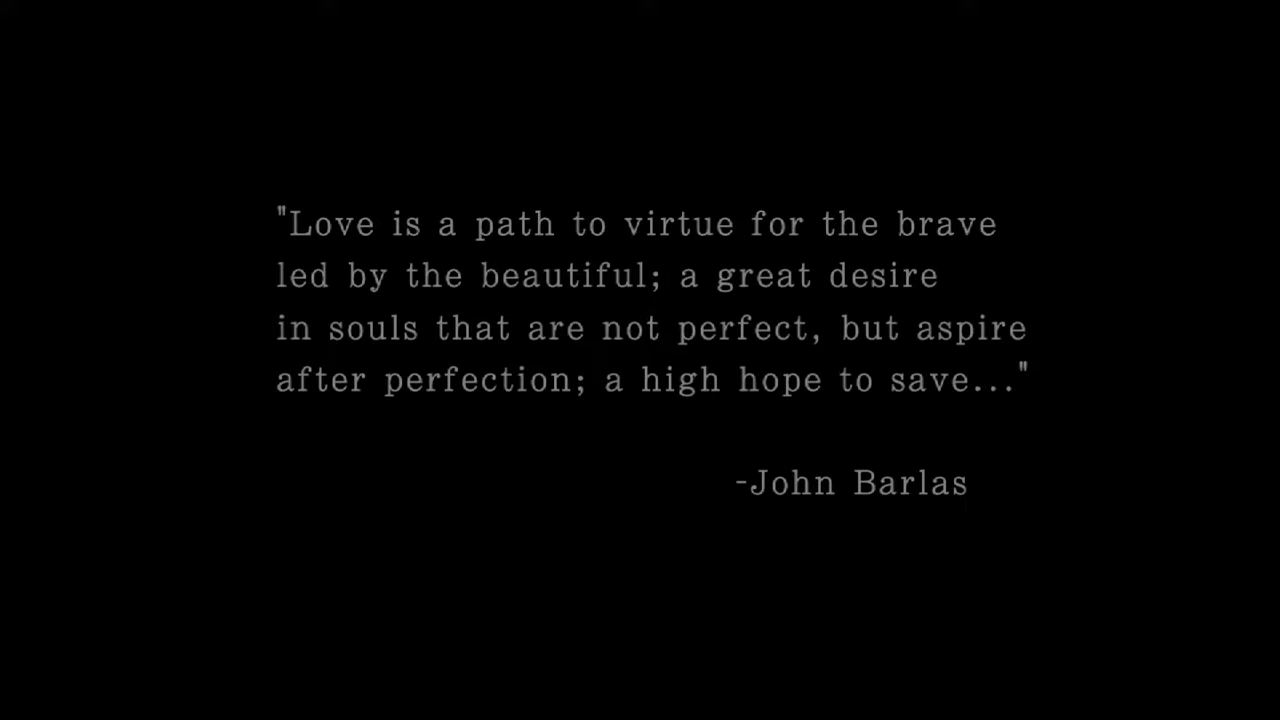 "Love is a path to virtue for the brave
led by the beautiful; a great desire
in souls that are not perfect, but aspire
after perfection; a high hope to save..."
-John Barlas